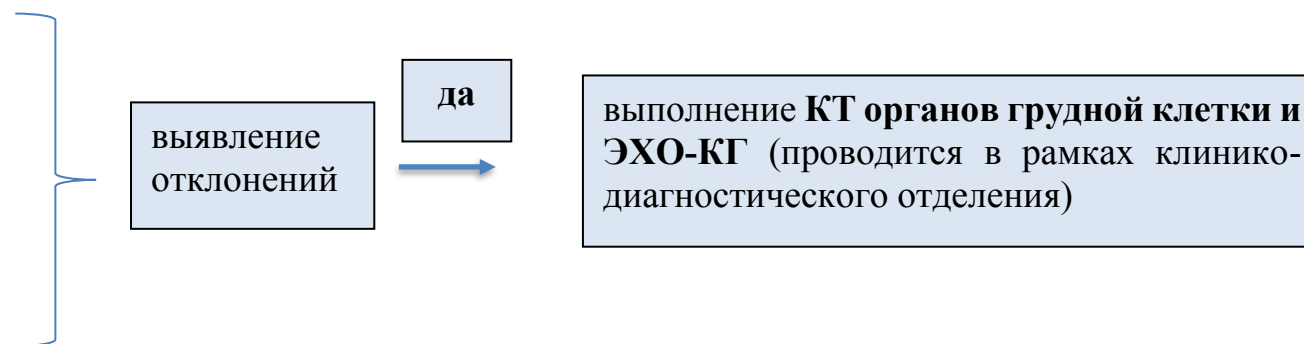 выявление
отклонений
да
выполнение КТ органов грудной клетки и
ЭХО-КГ (проводится в рамках клинико-
диагностического отделения)